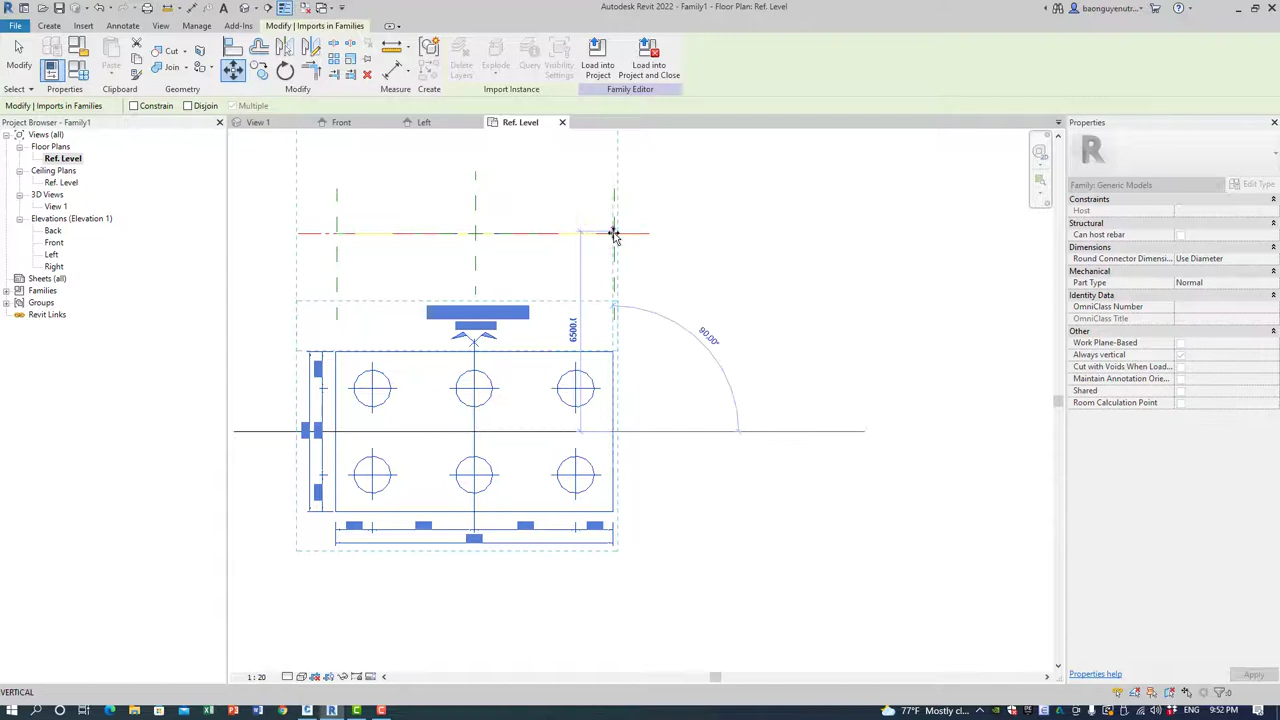 Autodesk Revit 2022 - Family1 - Floor Plan: Ref. Level
baonguyenutr...
File
Create
Insert
Annotate
View
Manage
Add-Ins
Modify | Imports in Families
Modify
Select
Properties
Paste
Clipboard
Cut
Join
Geometry
Modify
Measure
Create
Delete
Layers
Explode
Query
Visibility
Settings
Import Instance
Load into
Project
Load into
Project and Close
Family Editor
Modify | Imports in Families
Constrain
Disjoin
Multiple
Project Browser - Family1
Views (all)
Floor Plans
Ref. Level
Ceiling Plans
Ref. Level
3D Views
View 1
Elevations (Elevation 1)
Back
Front
Left
Right
Sheets (all)
Families
Groups
Revit Links
View 1
Front
Left
Ref. Level
90.00°
Properties
Family: Generic Models
Edit Type
Constraints
Host
Structural
Can host rebar
Dimensions
Round Connector Dimensi...
Use Diameter
Mechanical
Part Type
Normal
Identity Data
OmniClass Number
OmniClass Title
Other
Work Plane-Based
Always vertical
Cut with Voids When Load...
Maintain Annotation Orie...
Shared
Room Calculation Point
Properties help
Apply
1 : 20
VERTICAL
:0
77°F Mostly cl...
ENG
9:52 PM